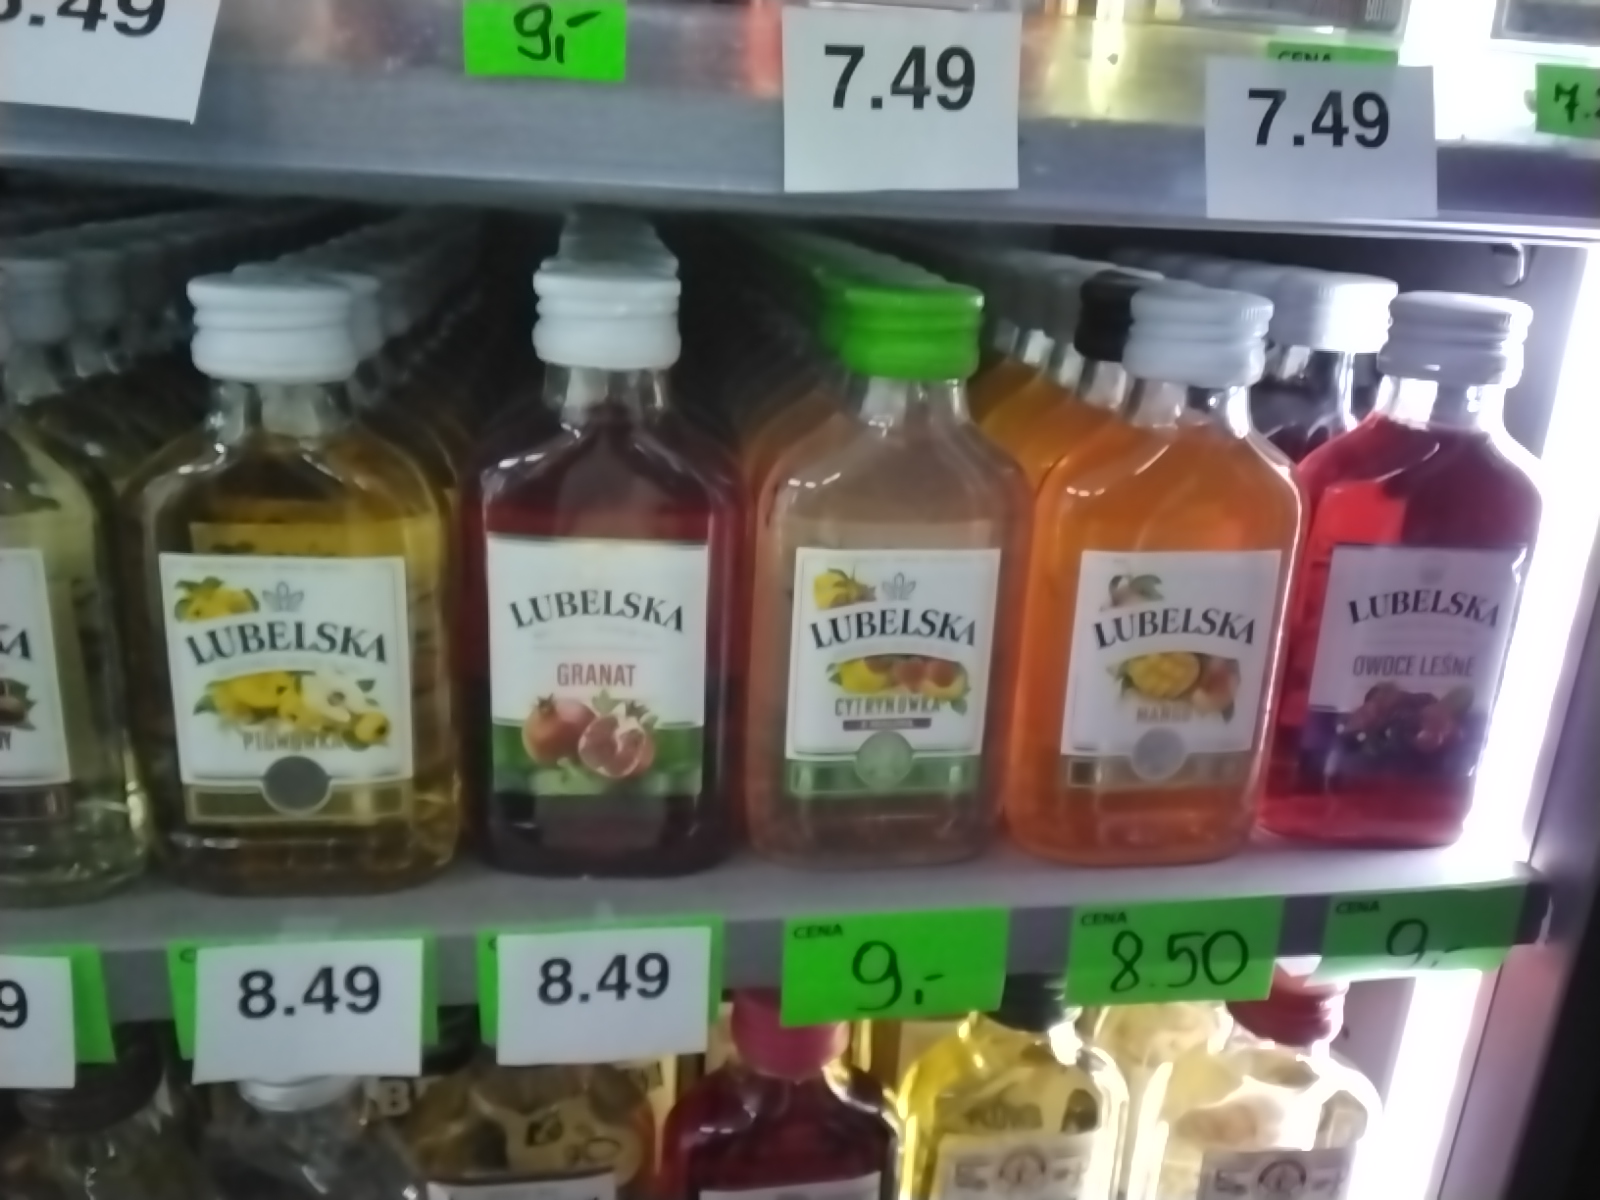 .49
9,-
7.49
CENA
7.49
LUBELSKA
PIGWÓWKA
LUBELSKA
GRANAT
LUBELSKA
CYTRYNÓWKA
LUBELSKA
MANGO
LUBELSKA
OWOCE LEŚNE
9
8.49
8.49
CENA
9,-
CENA
8.50
CENA
9,-